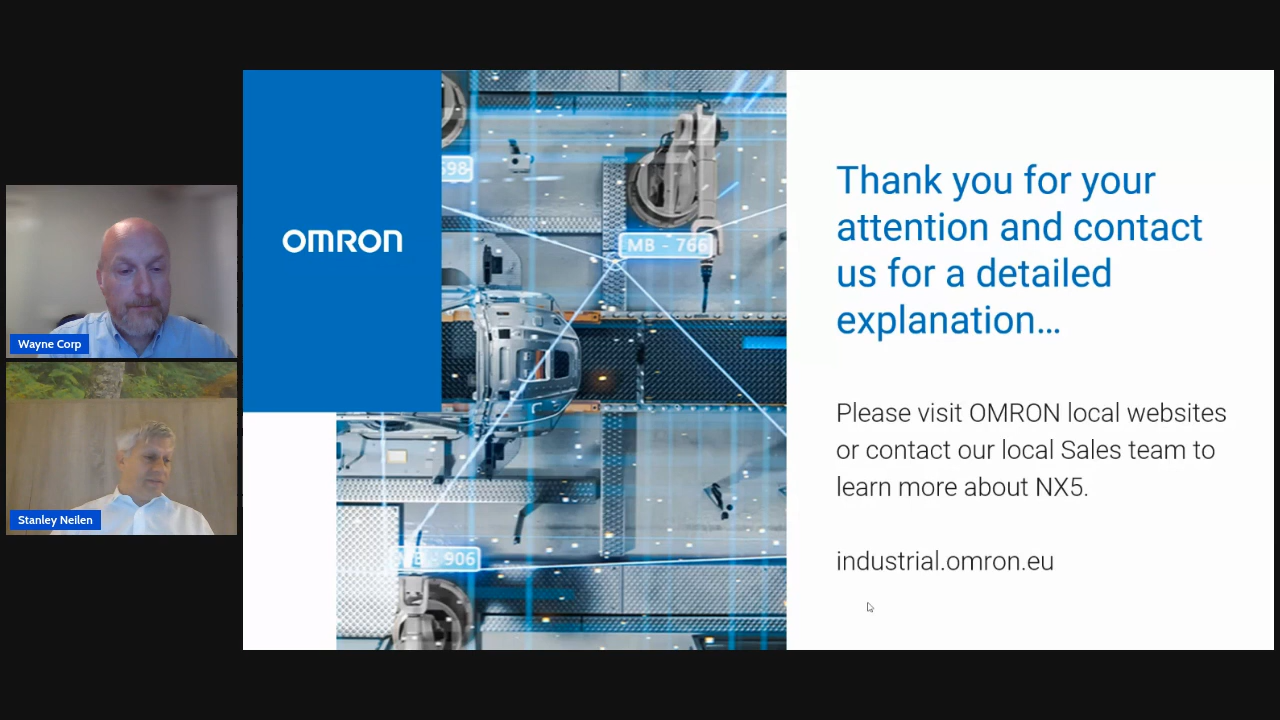 Wayne Corp
Stanley Neilen
OMRON
598
MB - 766
906
Thank you for your
attention and contact
us for a detailed
explanation...
Please visit OMRON local websites
or contact our local Sales team to
learn more about NX5.
industrial.omron.eu